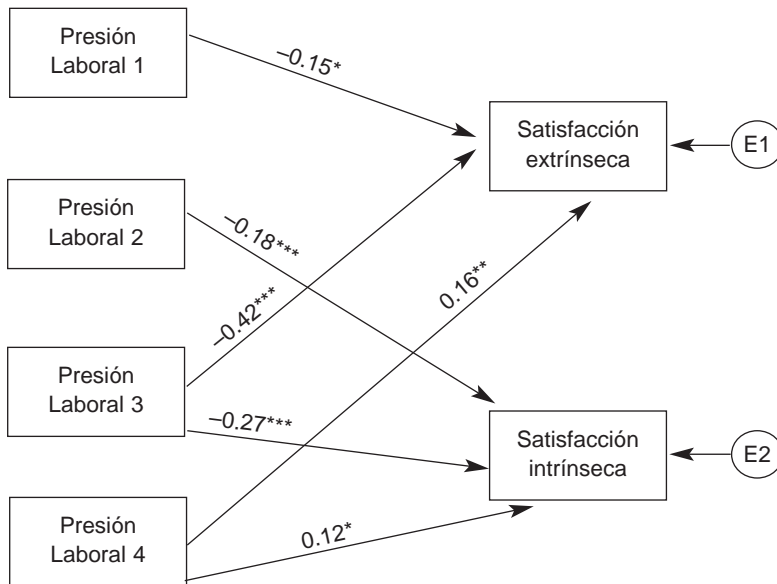 Presión
Laboral 1
–0.15*
Satisfacción
extrínseca
E1
Presión
Laboral 2
–0.18***
0.16**
–0.42***
Presión
Laboral 3
–0.27***
Satisfacción
intrínseca
E2
Presión
Laboral 4
0.12*